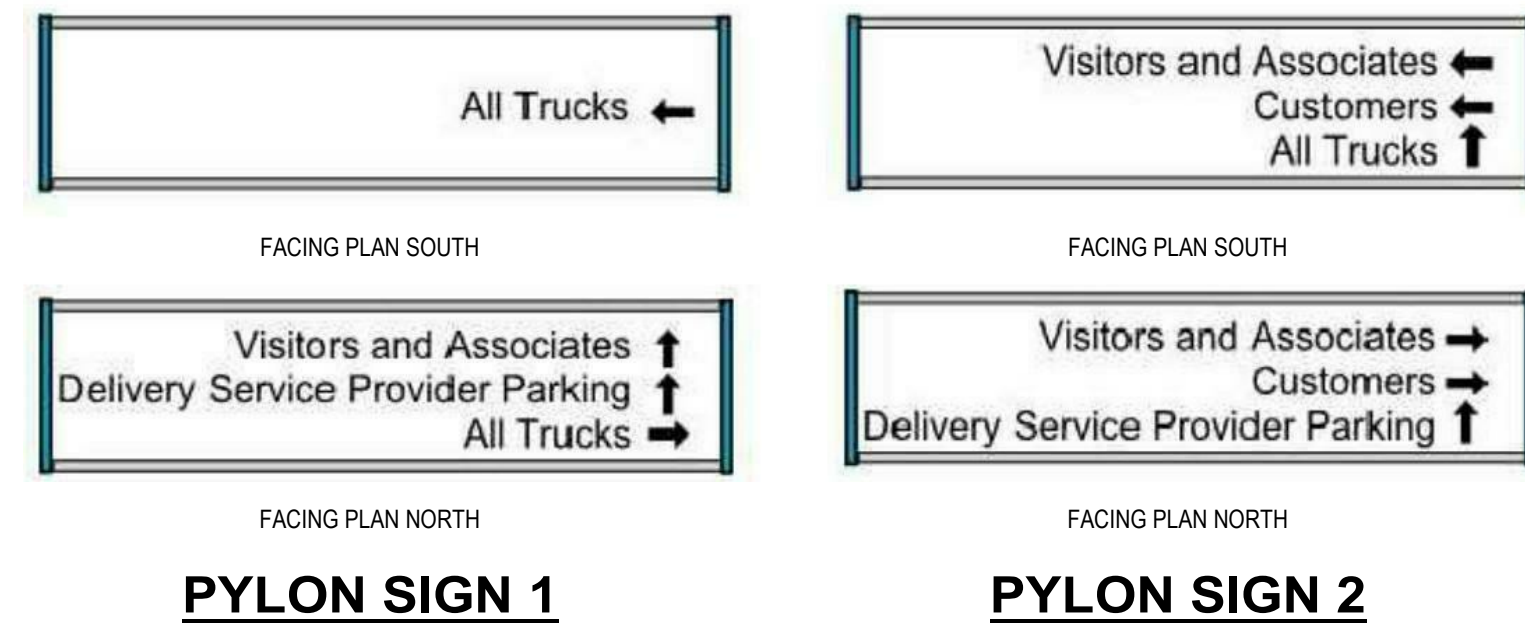 All Trucks ←
FACING PLAN SOUTH
Visitors and Associates ↑
Delivery Service Provider Parking ↑
All Trucks →
FACING PLAN NORTH
PYLON SIGN 1
Visitors and Associates ←
Customers ←
All Trucks ↑
FACING PLAN SOUTH
Visitors and Associates →
Customers →
Delivery Service Provider Parking ↑
FACING PLAN NORTH
PYLON SIGN 2